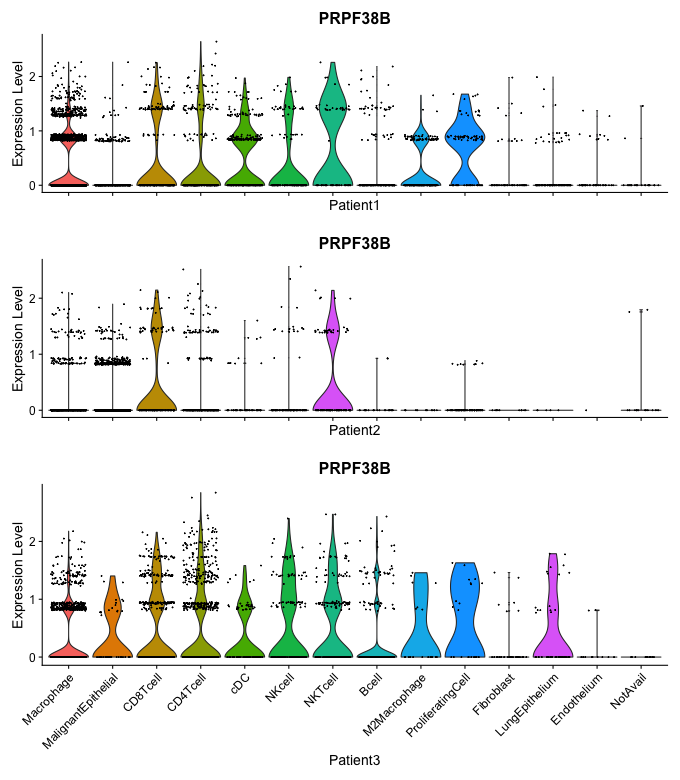 PRPF38B
Expression Level
2
1
0
Patient1
PRPF38B
Expression Level
2
1
0
Patient2
PRPF38B
Expression Level
2
1
0
Macrophage
MalignantEpithelial
CD8Tcell
CD4Tcell
cDC
NKcell
NKTcell
Bcell
M2Macrophage
ProliferatingCell
Fibroblast
LungEpithelium
Endothelium
NotAvail
Patient3